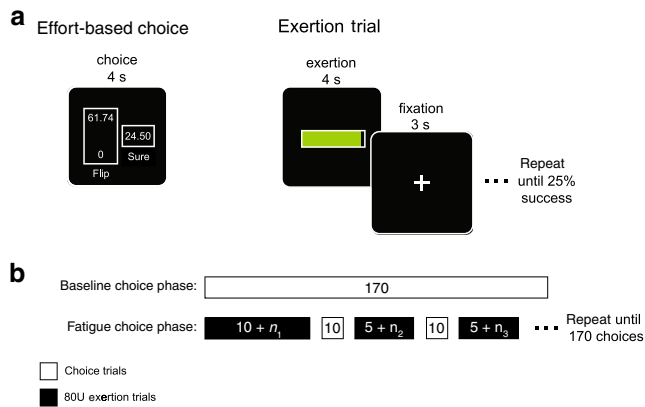 a
Effort-based choice
Exertion trial
choice
4 s
61.74
0
Flip
24.50
Sure
exertion
4 s
fixation
3 s
Repeat
until 25%
success
b
Baseline choice phase:
170
Fatigue choice phase:
10 + n1
10
5 + n2
10
5 + n3
Repeat until
170 choices
Choice trials
80U exertion trials